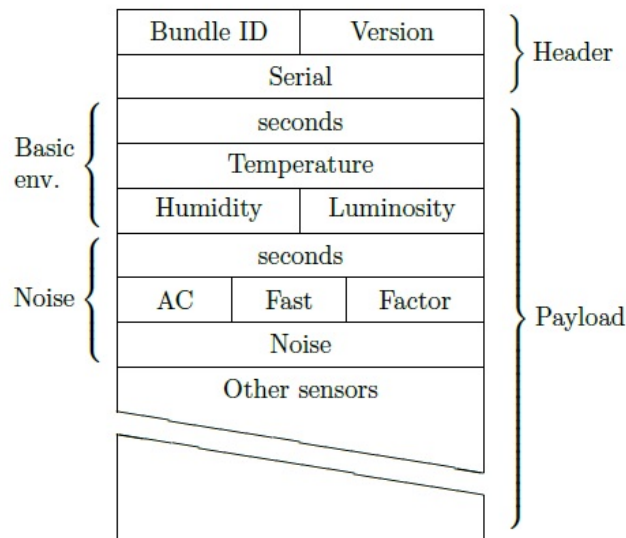 Bundle ID Version
Header
Serial
seconds
Basic
env.
Temperature
Humidity Luminosity
seconds
Noise
AC Fast Factor
Payload
Noise
Other sensors